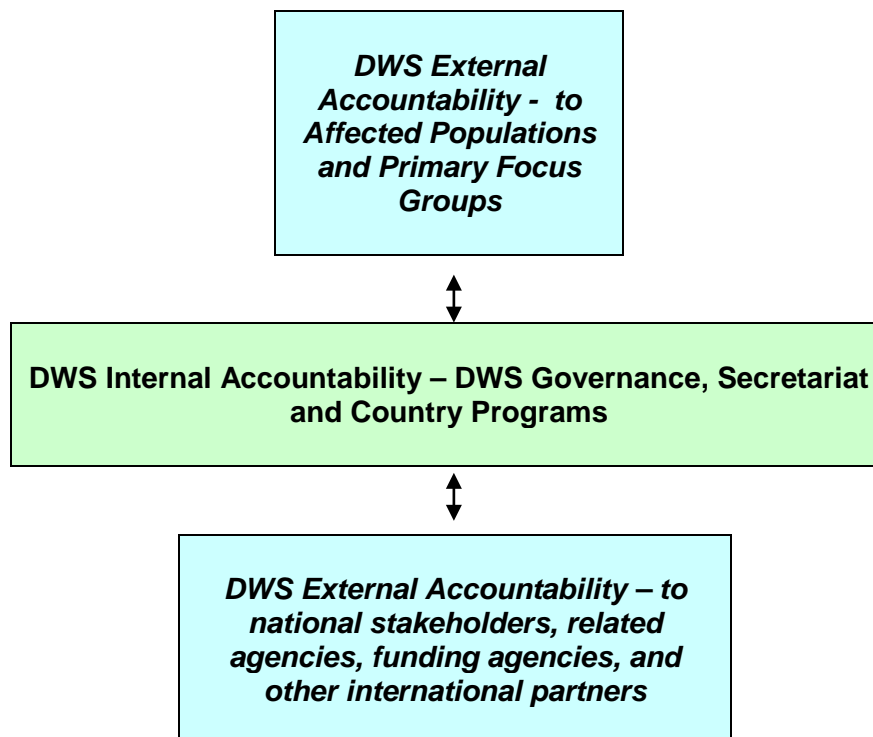 DWS External
Accountability -  to
Affected Populations
and Primary Focus
Groups
DWS Internal Accountability – DWS Governance, Secretariat
and Country Programs
DWS External Accountability – to
national stakeholders, related
agencies, funding agencies, and
other international partners